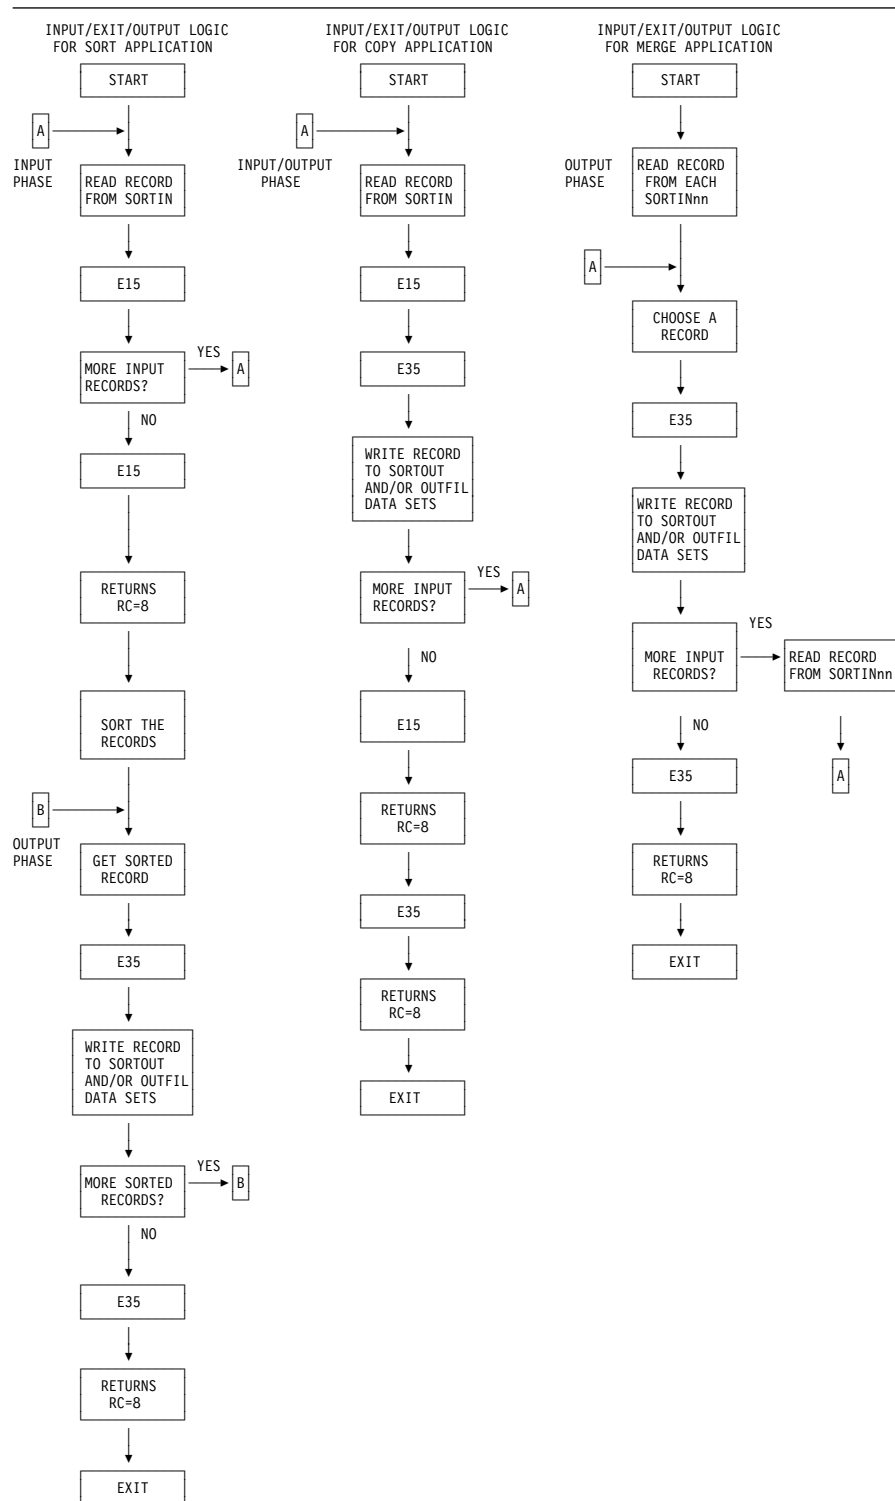 INPUT/EXIT/OUTPUT LOGIC
FOR SORT APPLICATION
START
A
INPUT
PHASE
READ RECORD
FROM SORTIN
E15
MORE INPUT
RECORDS?
YES
A
NO
E15
RETURNS
RC=8
SORT THE
RECORDS
B
OUTPUT
PHASE
GET SORTED
RECORD
E35
WRITE RECORD
TO SORTOUT
AND/OR OUTFIL
DATA SETS
MORE SORTED
RECORDS?
YES
B
NO
E35
RETURNS
RC=8
EXIT
INPUT/EXIT/OUTPUT LOGIC
FOR COPY APPLICATION
START
A
INPUT/OUTPUT
PHASE
READ RECORD
FROM SORTIN
E15
E35
WRITE RECORD
TO SORTOUT
AND/OR OUTFIL
DATA SETS
MORE INPUT
RECORDS?
YES
A
NO
E15
RETURNS
RC=8
E35
RETURNS
RC=8
EXIT
INPUT/EXIT/OUTPUT LOGIC
FOR MERGE APPLICATION
START
OUTPUT
PHASE
READ RECORD
FROM EACH
SORTINnn
A
CHOOSE A
RECORD
E35
WRITE RECORD
TO SORTOUT
AND/OR OUTFIL
DATA SETS
MORE INPUT
RECORDS?
YES
READ RECORD
FROM SORTINnn
A
NO
E35
RETURNS
RC=8
EXIT